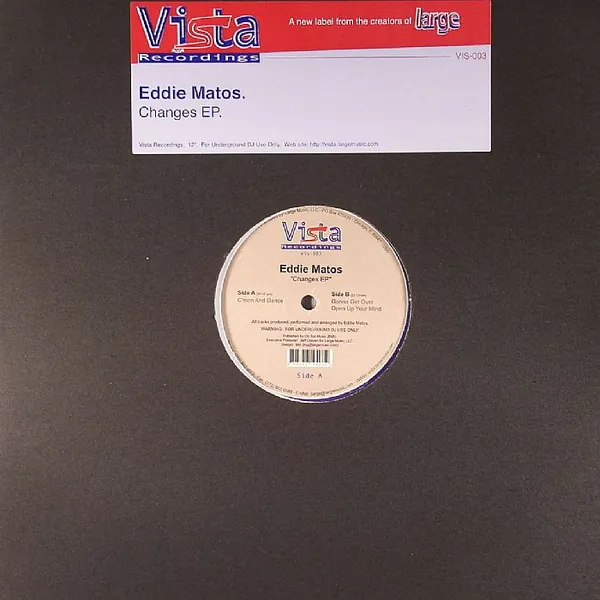 Vista
Recordings
A new label from the creators of large
VIS-003
Eddie Matos.
Changes EP.
Vista Recordings. 12". For Underground DJ Use Only. Web site: http://vista.largemusic.com
Vista
Recordings
vis-003
Eddie Matos
"Changes EP"
Side A
C'mon And Dance
Side B
Gonna Get Over
Open Up Your Mind
All tracks produced, performed and arranged by Eddie Matos.
WARNING: FOR UNDERGROUND DJ USE ONLY
Side A